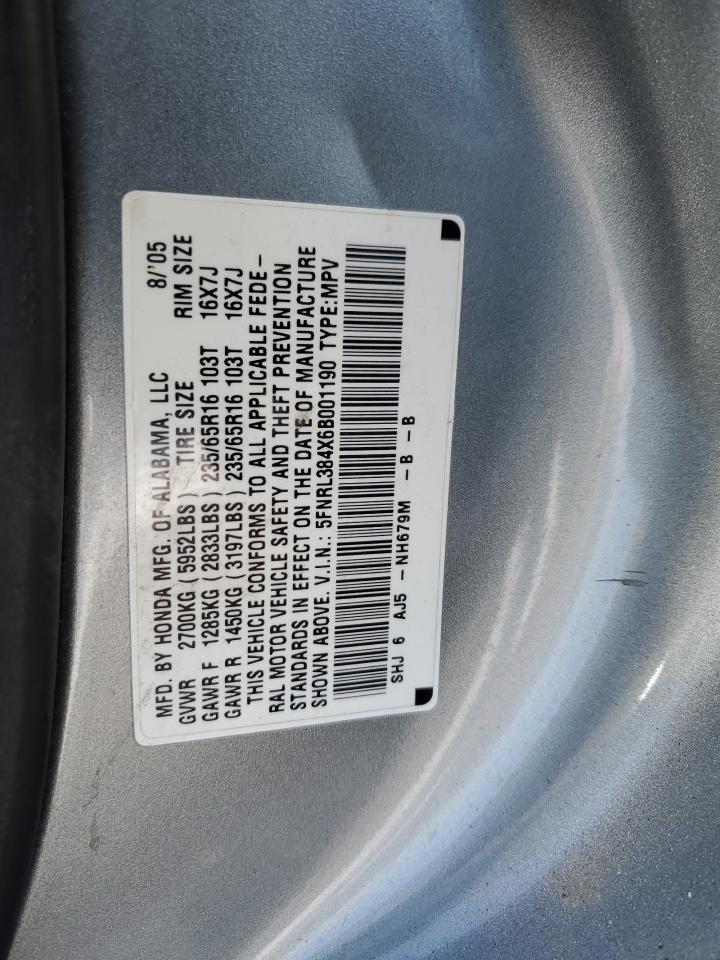 MFD. BY HONDA MFG. OF ALABAMA, LLC 8/'05
GVWR 2700KG (5952LBS) TIRE SIZE RIM SIZE
GAWR F 1285KG (2833LBS) 235/65R16 103T 16X7J
GAWR R 1450KG (3197LBS) 235/65R16 103T 16X7J
THIS VEHICLE CONFORMS TO ALL APPLICABLE FEDE-
RAL MOTOR VEHICLE SAFETY AND THEFT PREVENTION
STANDARDS IN EFFECT ON THE DATE OF MANUFACTURE
SHOWN ABOVE. V.I.N.: 5FNRL384X6B001190 TYPE:MPV
SHJ 6 AJ5 - NH679M - B - B